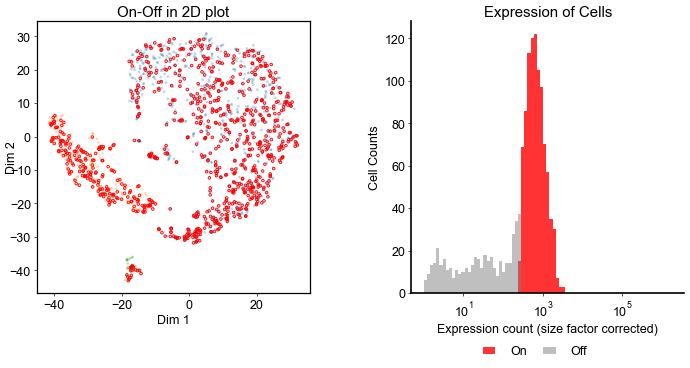 On-Off in 2D plot
Dim 2
30
20
10
0
−10
−20
−30
−40
−40
−20
0
20
Dim 1
Expression of Cells
Cell Counts
120
100
80
60
40
20
0
10^1
10^3
10^5
Expression count (size factor corrected)
On
Off